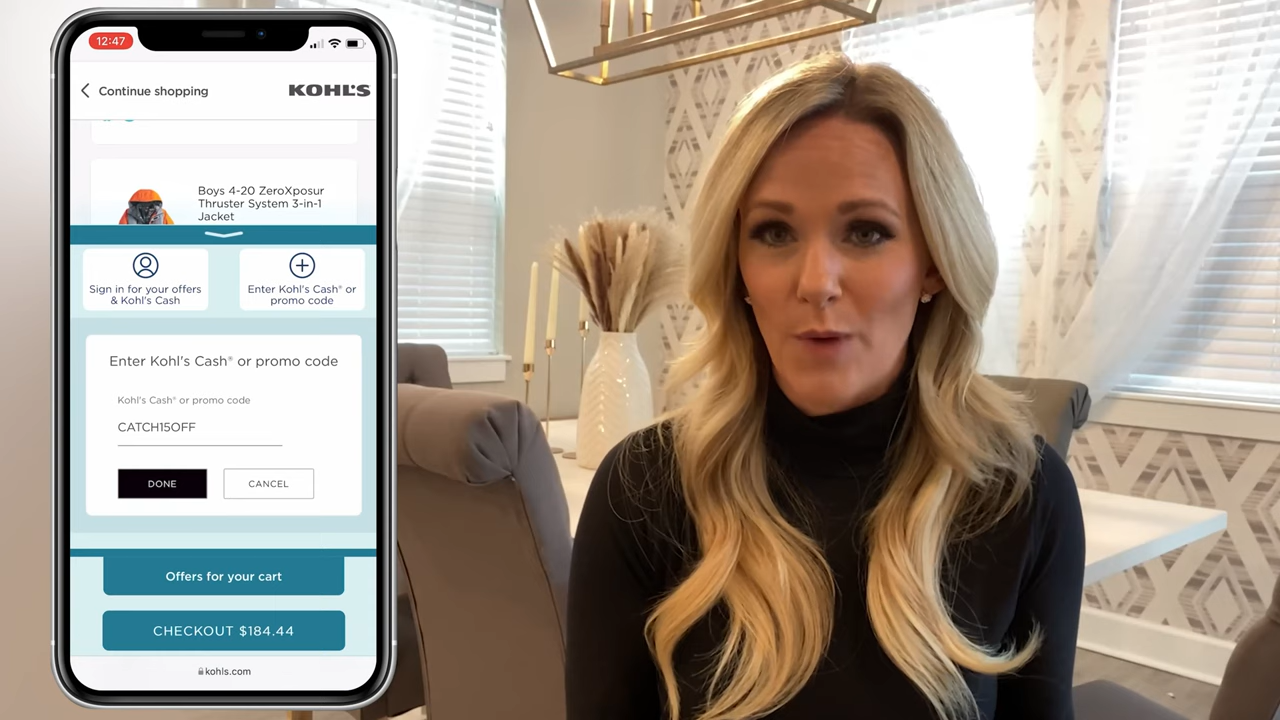 12:47
Continue shopping
KOHL'S
Boys 4-20 ZeroXposur
Thruster System 3-in-1
Jacket
Sign in for your offers
& Kohl's Cash
Enter Kohl's Cash® or
promo code
Enter Kohl's Cash® or promo code
Kohl's Cash® or promo code
CATCH15OFF
DONE
CANCEL
Offers for your cart
CHECKOUT $184.44
kohls.com